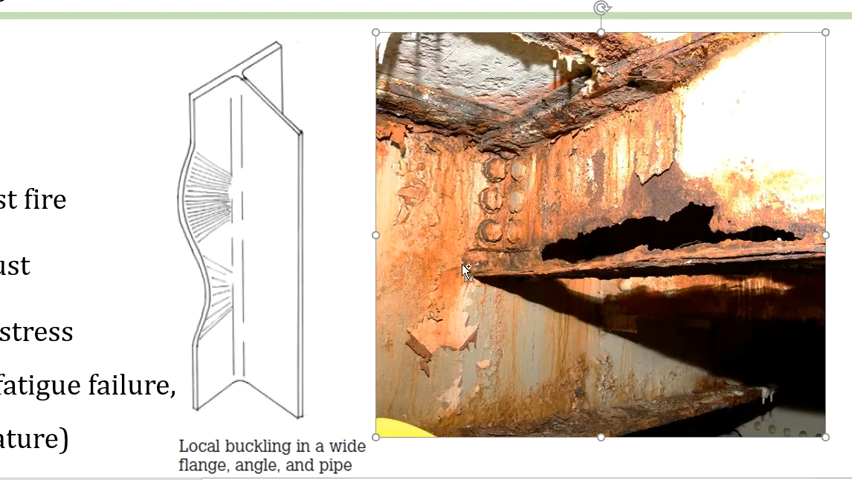 st fire
ust
stress
fatigue failure,
ature)
Local buckling in a wide
flange, angle, and pipe